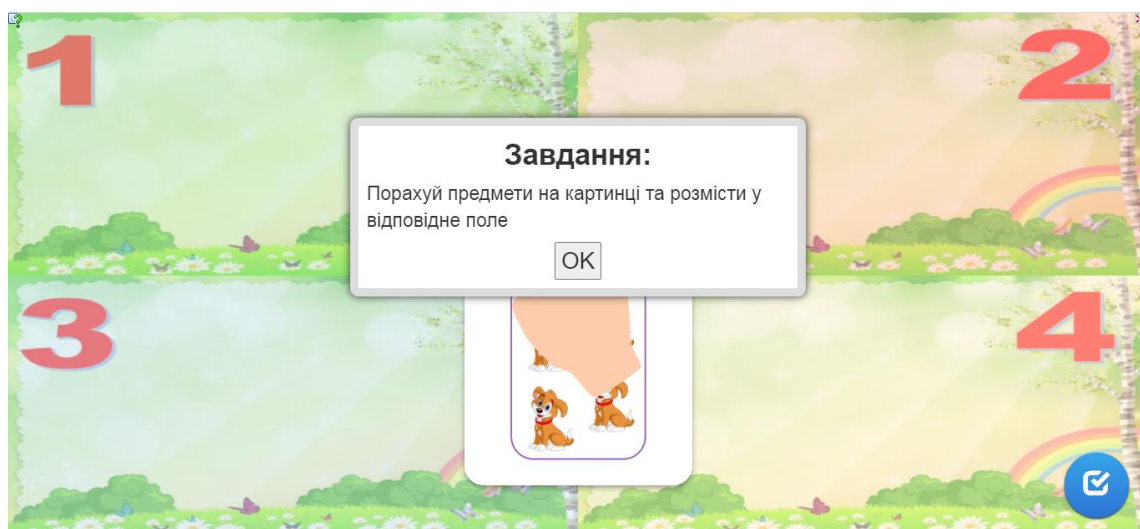 1
2
Завдання:
Порахуй предмети на картинці та розмісти у
відповідне поле
OK
3
4